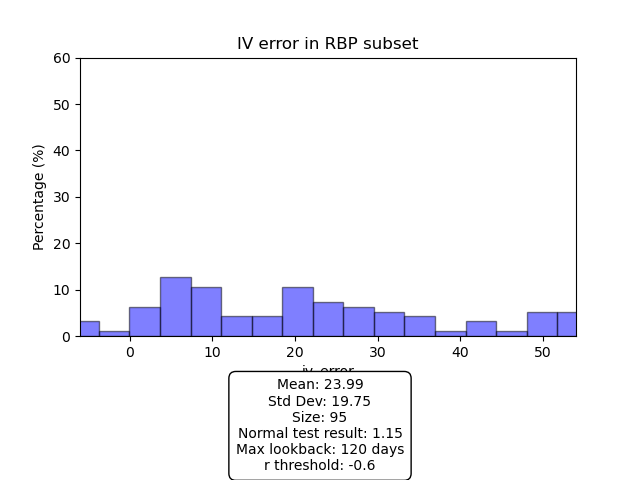 IV error in RBP subset
60
50
40
30
20
10
0
Percentage (%)
0 10 20 30 40 50
iv_error
Mean: 23.99
Std Dev: 19.75
Size: 95
Normal test result: 1.15
Max lookback: 120 days
r threshold: -0.6